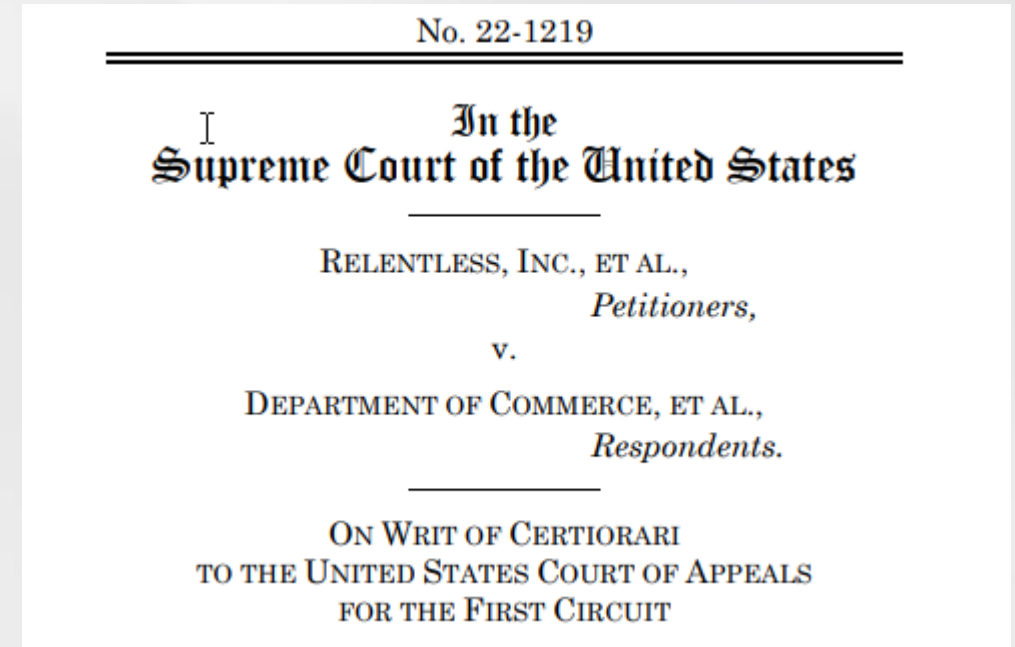 No. 22-1219
In the
Supreme Court of the United States
RELENTLESS, INC., ET AL.,
Petitioners,
v.
DEPARTMENT OF COMMERCE, ET AL.,
Respondents.
ON WRIT OF CERTIORARI
TO THE UNITED STATES COURT OF APPEALS
FOR THE FIRST CIRCUIT